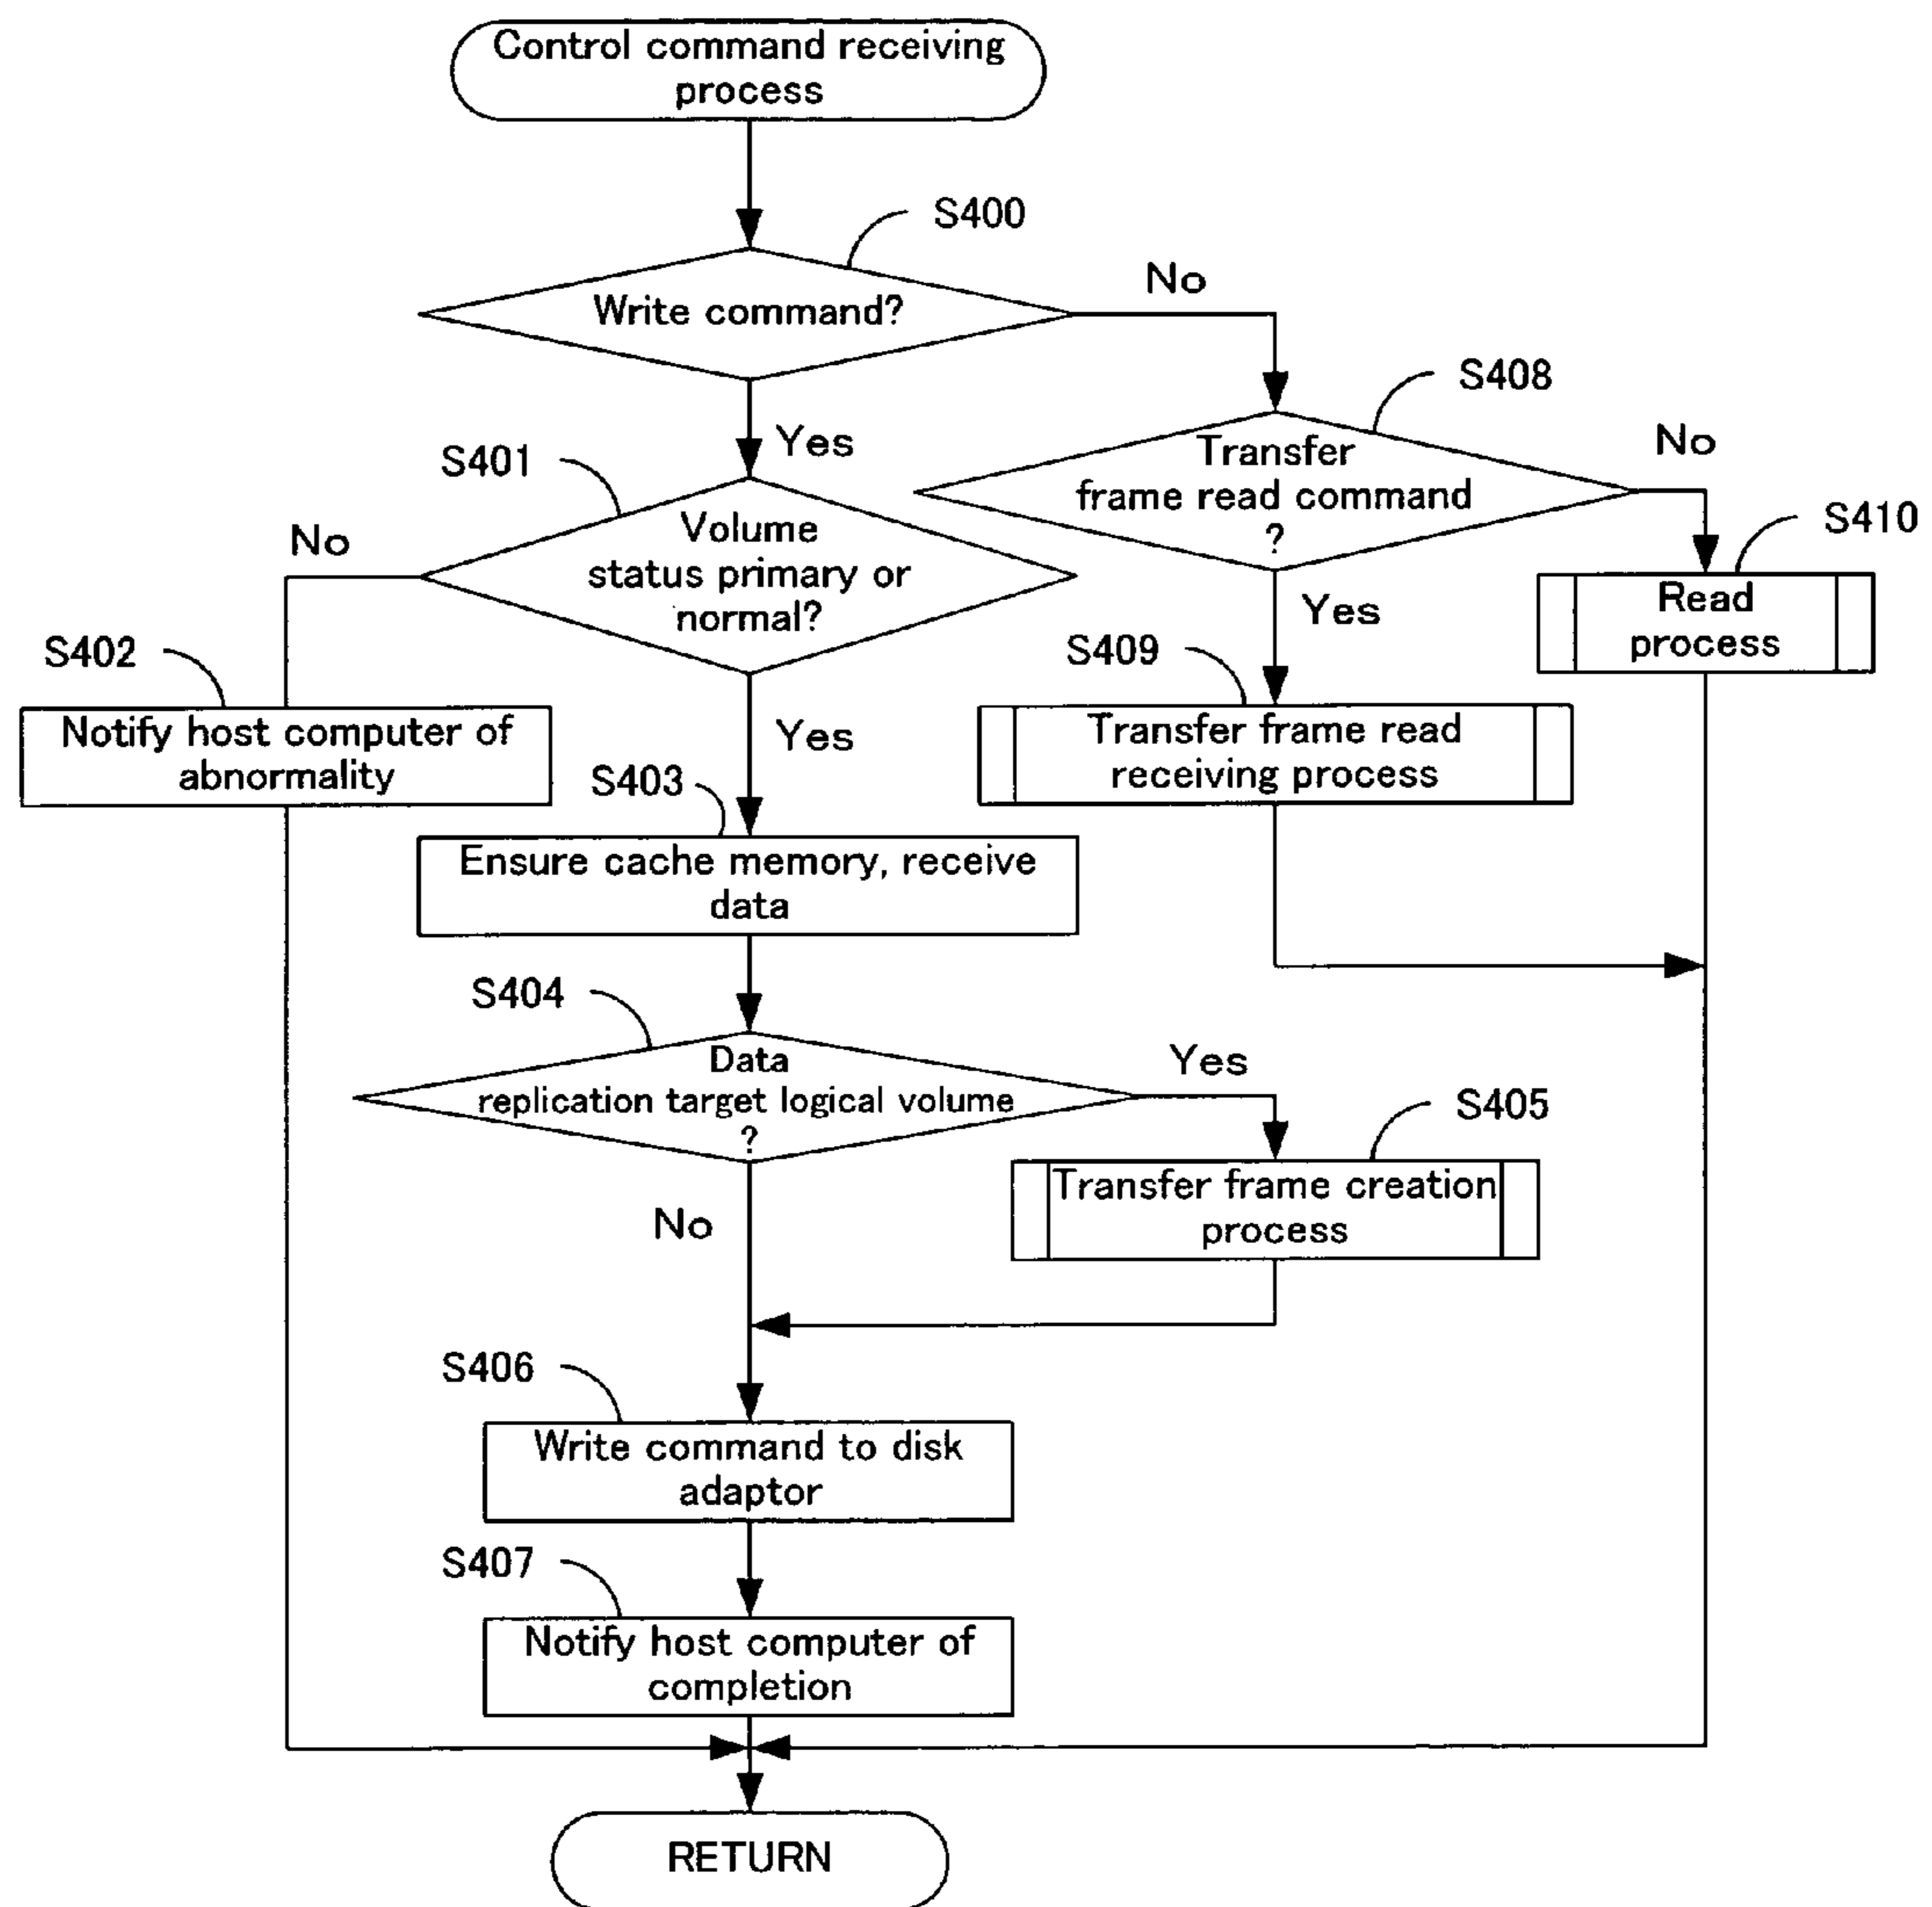 Control command receiving
process
S400
Write command?
No
Yes
S408
Transfer
frame read command
?
No
Yes
S401
Volume
status primary or
normal?
No
Yes
S410
Read
process
S402
Notify host computer of
abnormality
S409
Transfer frame read
receiving process
S403
Ensure cache memory, receive
data
S404
Data
replication target logical volume
?
Yes
No
S405
Transfer frame creation
process
S406
Write command to disk
adaptor
S407
Notify host computer of
completion
RETURN